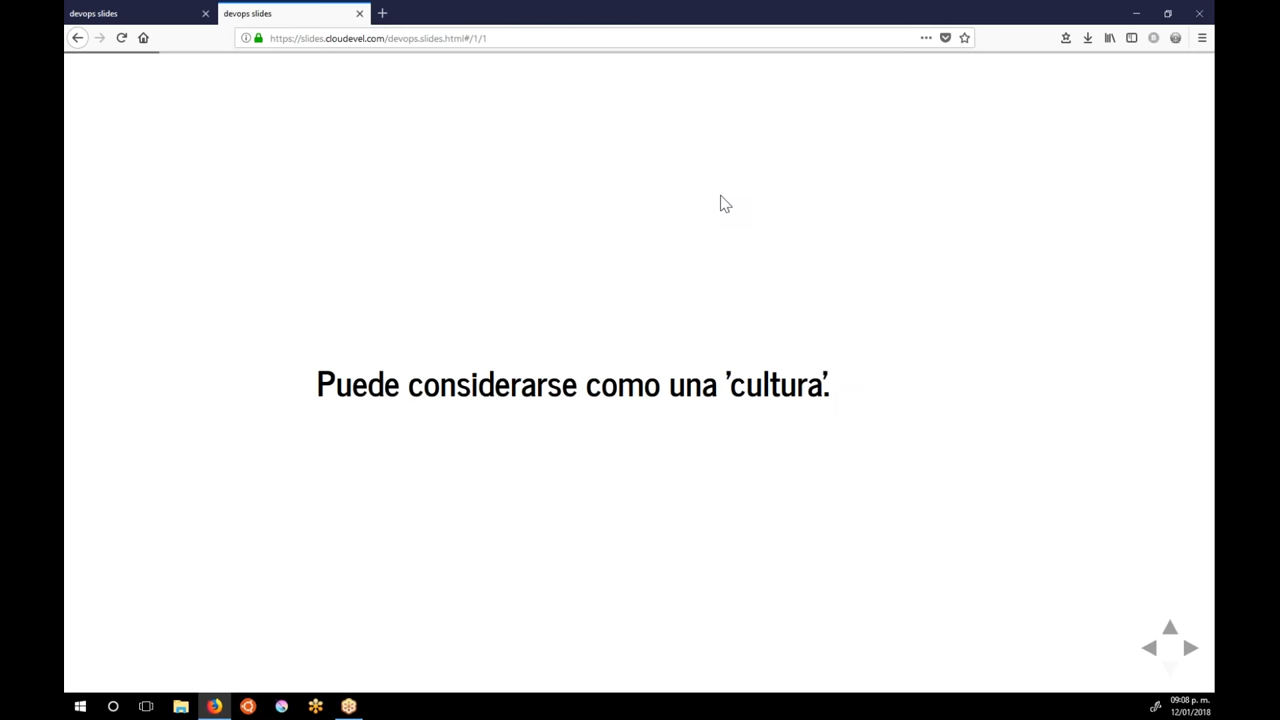 devops slides
devops slides
https://slides.cloudevel.com/devops.slides.html#/1/1
Puede considerarse como una 'cultura'.
09:08 p. m.
12/01/2018